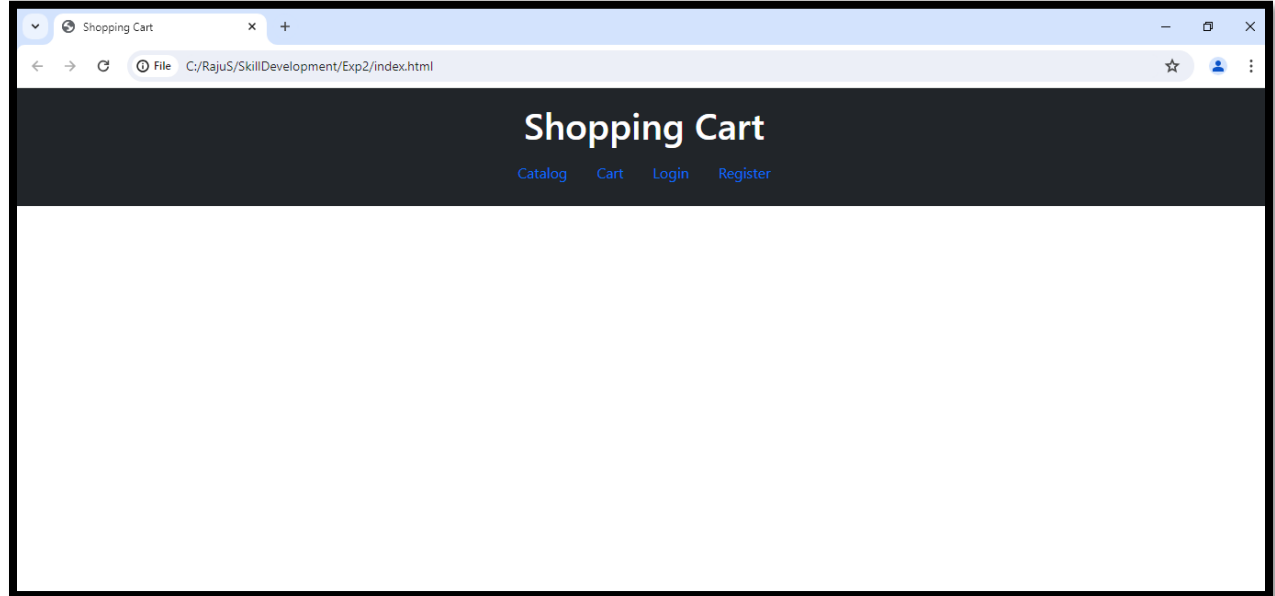 Shopping Cart
File C:/RajuS/SkillDevelopment/Exp2/index.html
Shopping Cart
Catalog Cart Login Register